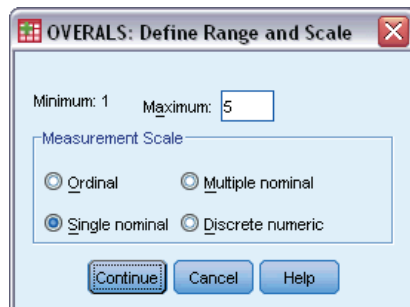 OVERALS: Define Range and Scale
Minimum: 1 Maximum: 5
Measurement Scale
Ordinal Multiple nominal
Single nominal Discrete numeric
Continue Cancel Help